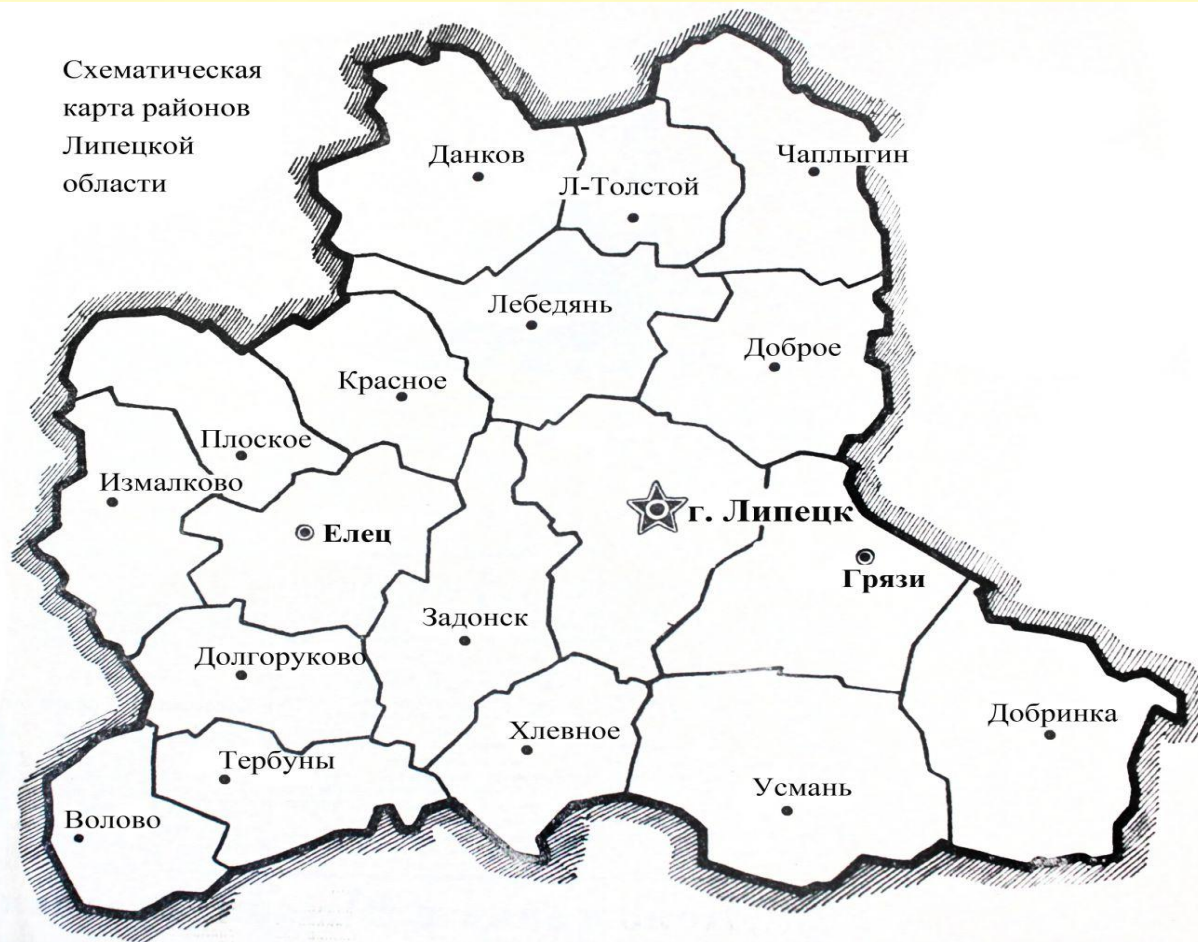 Схематическая
карта районов
Липецкой
области
Данков
Чаплыгин
Л-Толстой
Лебедянь
Доброе
Красное
Плоское
Измалково
г. Липецк
Елец
Грязи
Задонск
Долгоруково
Добринка
Хлевное
Тербуны
Усмань
Волово